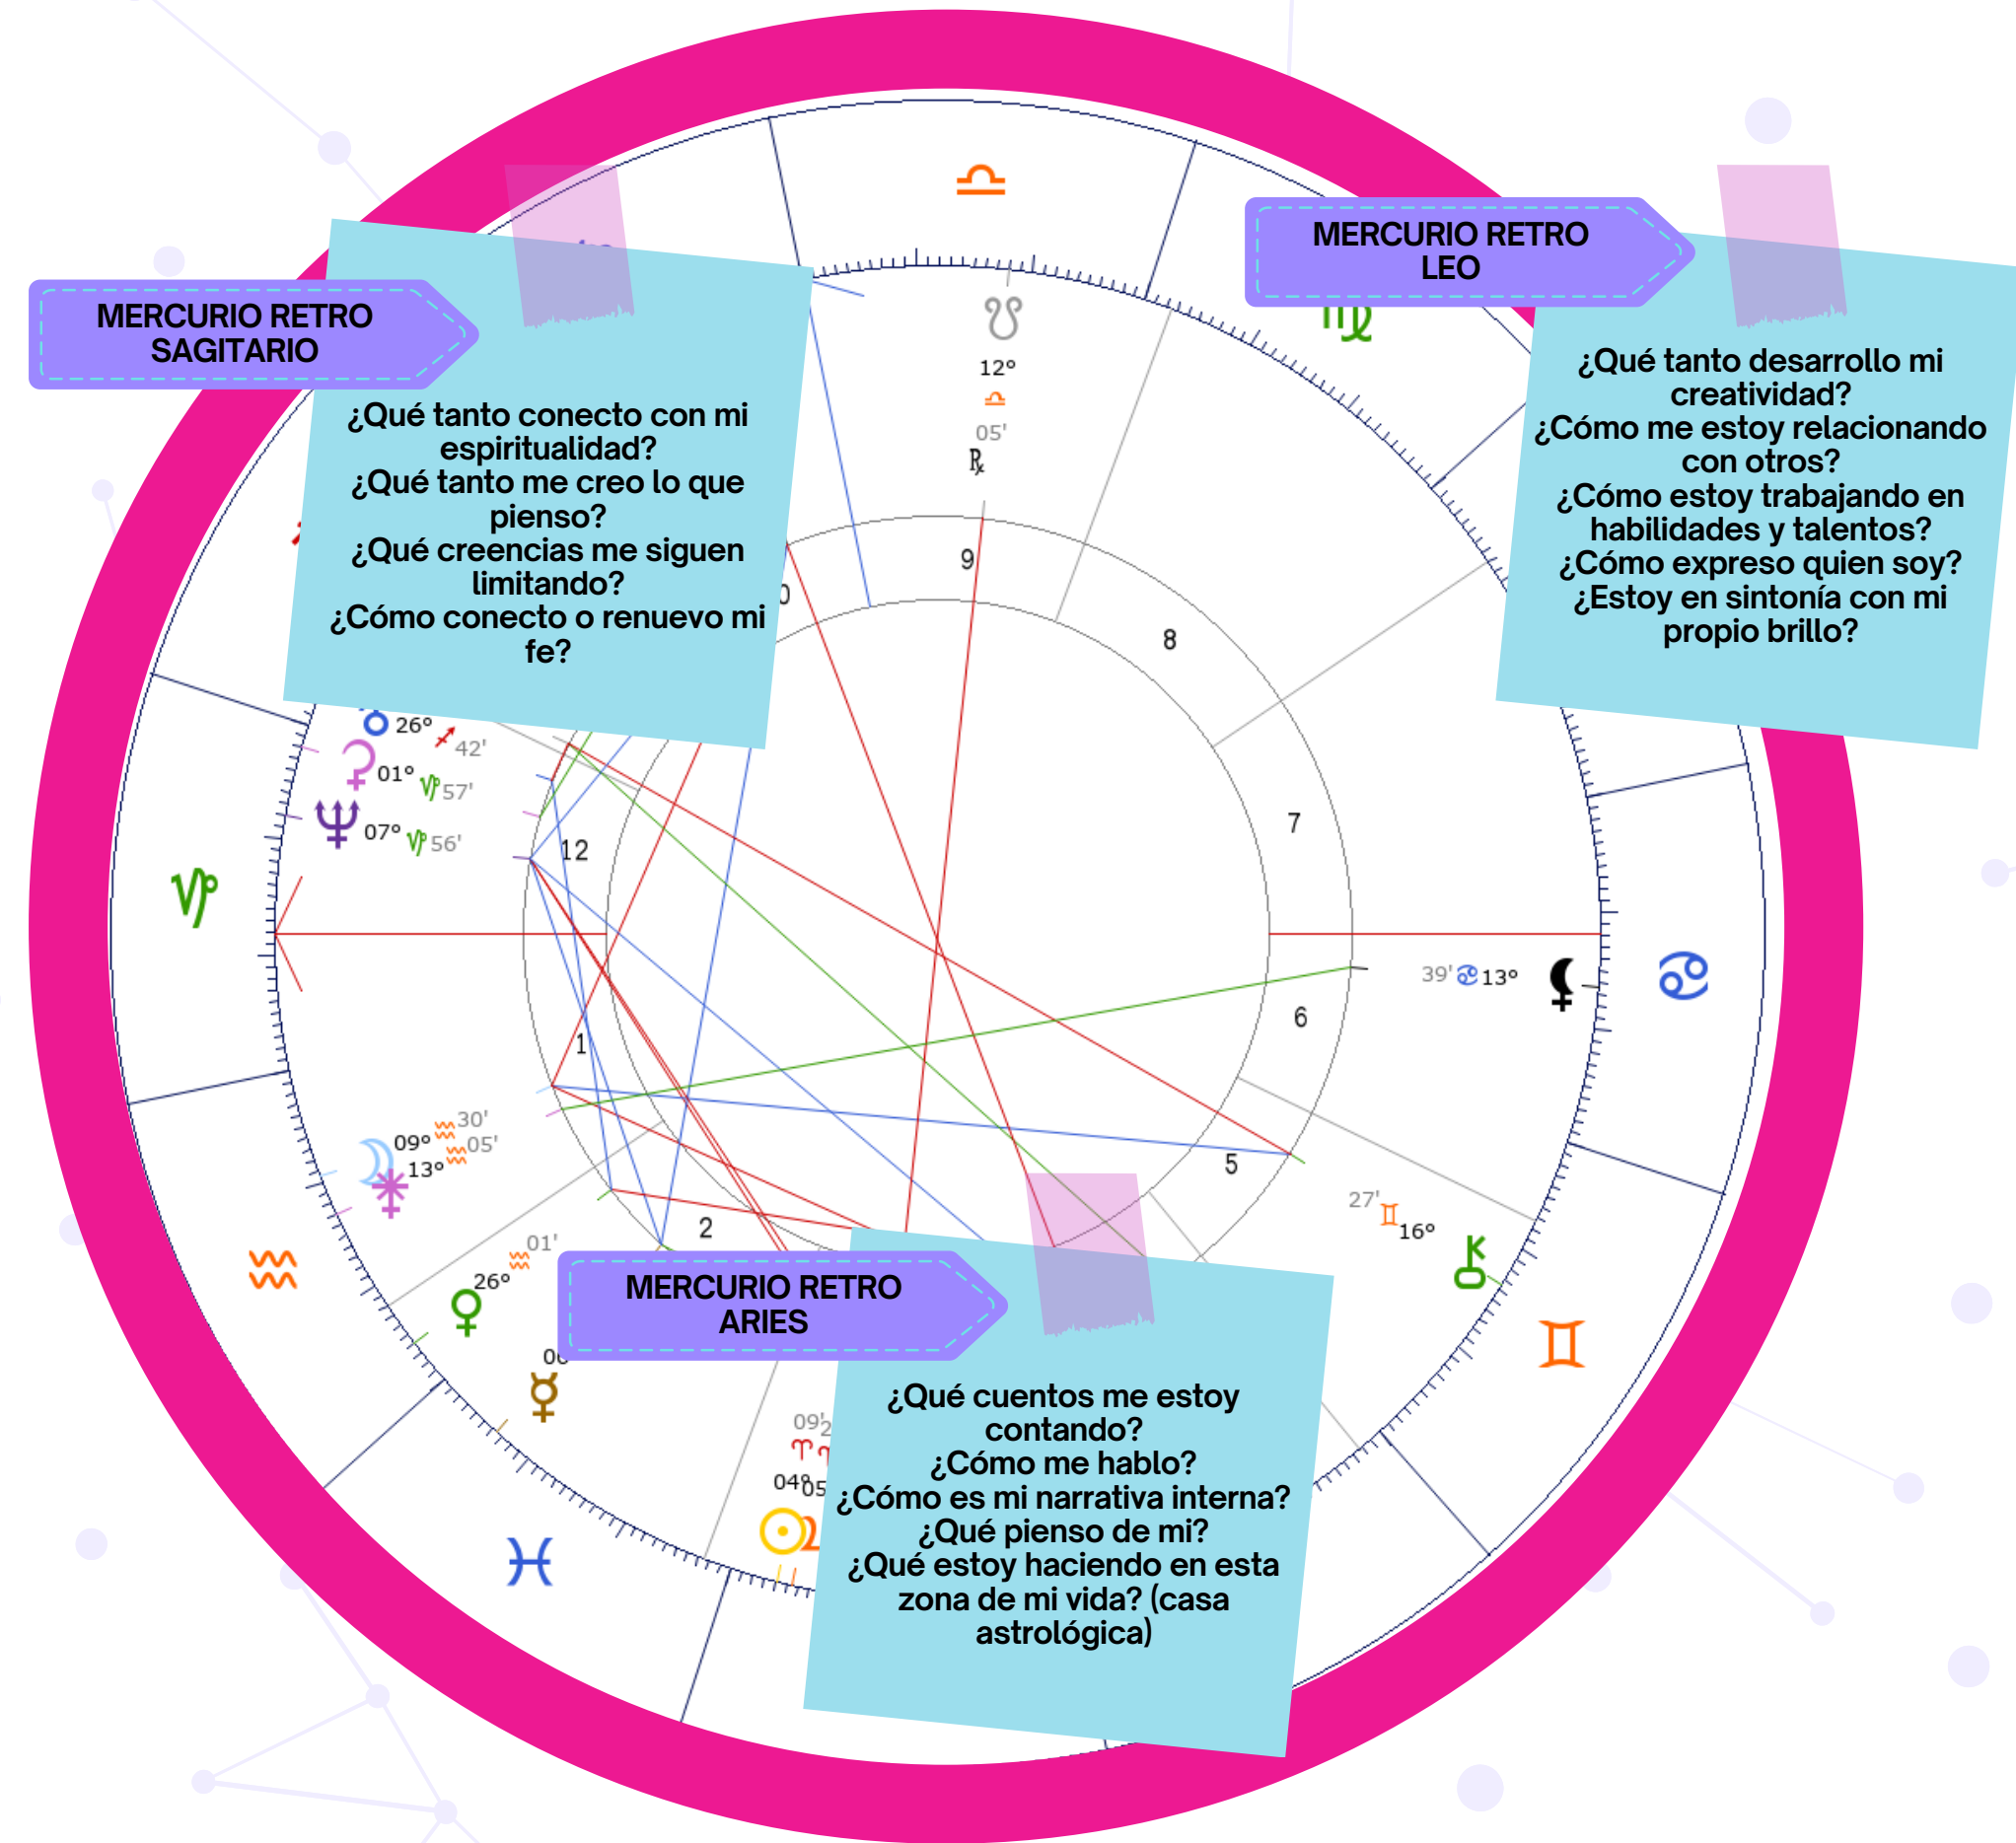 MERCURIO RETRO
SAGITARIO
¿Qué tanto conecto con mi
espiritualidad?
¿Qué tanto me creo lo que
pienso?
¿Qué creencias me siguen
limitando?
¿Cómo conecto o renuevo mi
fe?
MERCURIO RETRO
LEO
¿Qué tanto desarrollo mi
creatividad?
¿Cómo me estoy relacionando
con otros?
¿Cómo estoy trabajando en
habilidades y talentos?
¿Cómo expreso quien soy?
¿Estoy en sintonía con mi
propio brillo?
12°
05'
℞
9
8
7
6
5
26° 42'
01° 57'
07° 56'
12
1
2
39' 13°
09° 30'
13° 05'
01'
26°
27'
16°
09'
04°
MERCURIO RETRO
ARIES
¿Qué cuentos me estoy
contando?
¿Cómo me hablo?
¿Cómo es mi narrativa interna?
¿Qué pienso de mi?
¿Qué estoy haciendo en esta
zona de mi vida? (casa
astrológica)